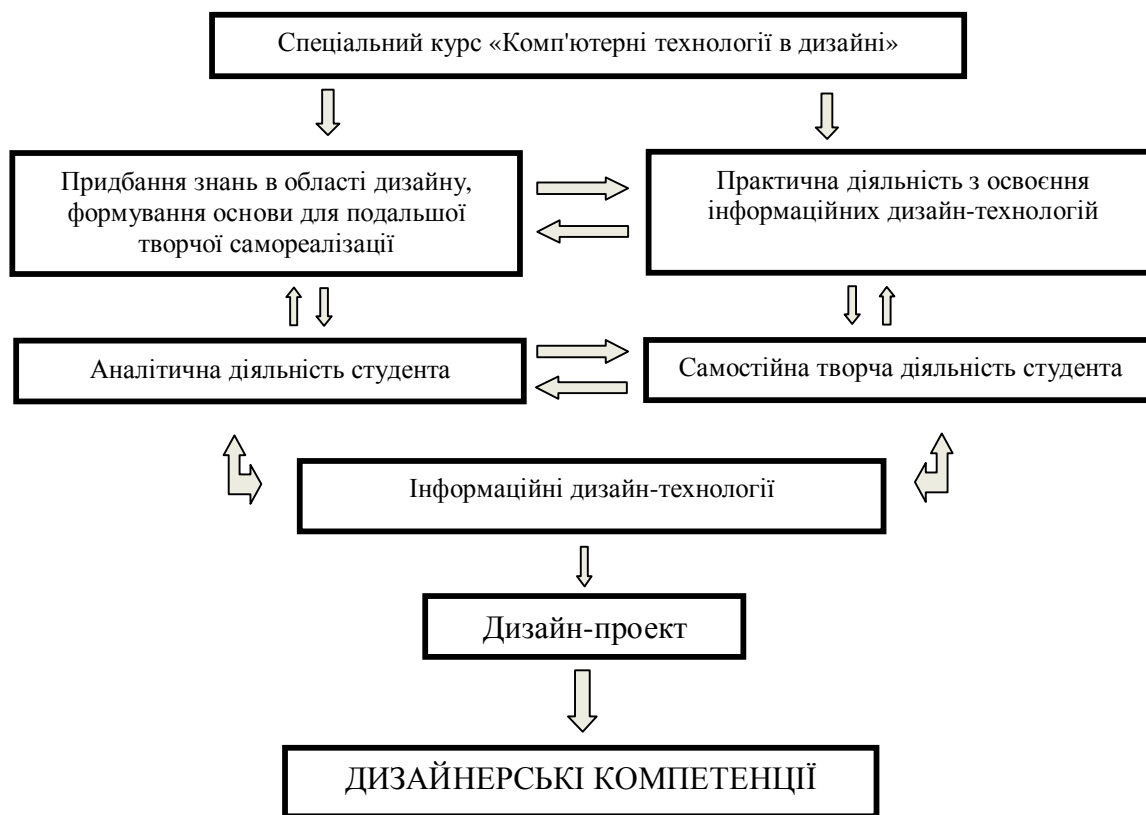 Спеціальний курс «Комп'ютерні технології в дизайні»
Придбання знань в області дизайну,
формування основи для подальшої
творчої самореалізації
Практична діяльність з освоєння
інформаційних дизайн-технологій
Аналітична діяльність студента
Самостійна творча діяльність студента
Інформаційні дизайн-технології
Дизайн-проект
ДИЗАЙНЕРСЬКІ КОМПЕТЕНЦІЇ